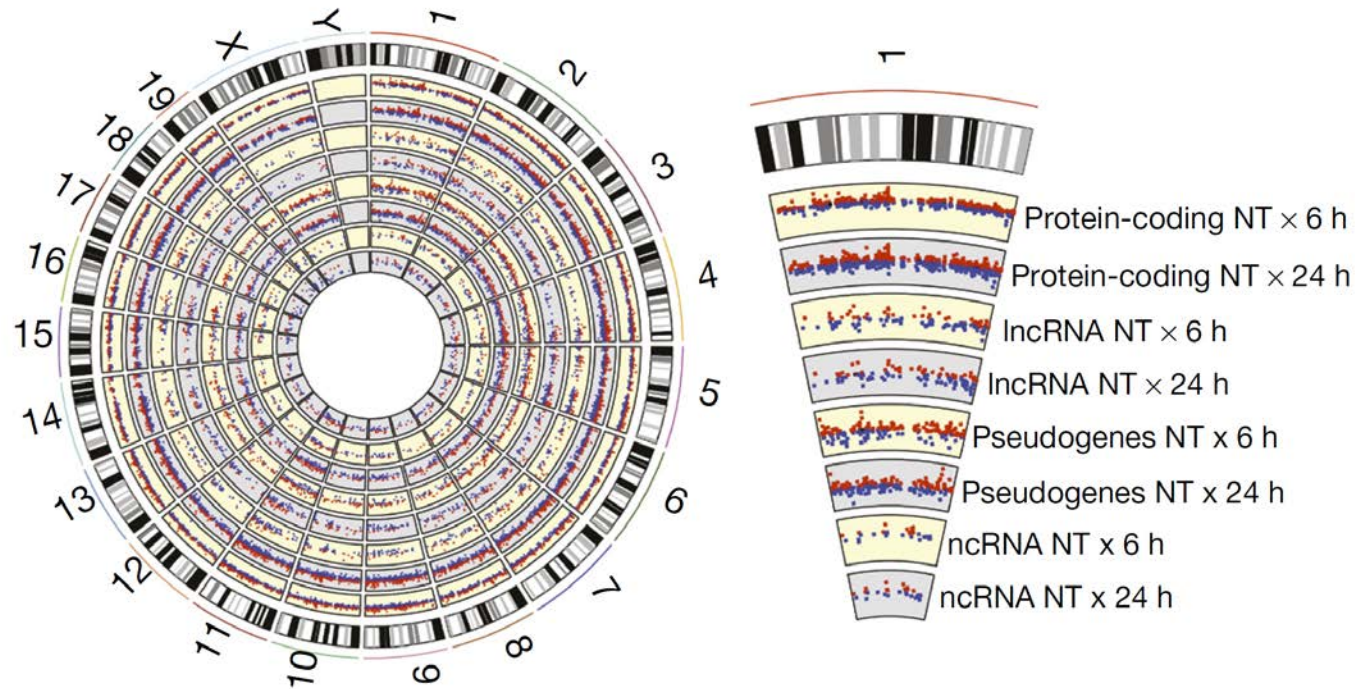 1
2
3
4
5
6
7
8
9
10
11
12
13
14
15
16
17
18
19
X
Y
1
Protein-coding NT × 6 h
Protein-coding NT × 24 h
lncRNA NT × 6 h
lncRNA NT × 24 h
Pseudogenes NT x 6 h
Pseudogenes NT x 24 h
ncRNA NT x 6 h
ncRNA NT x 24 h